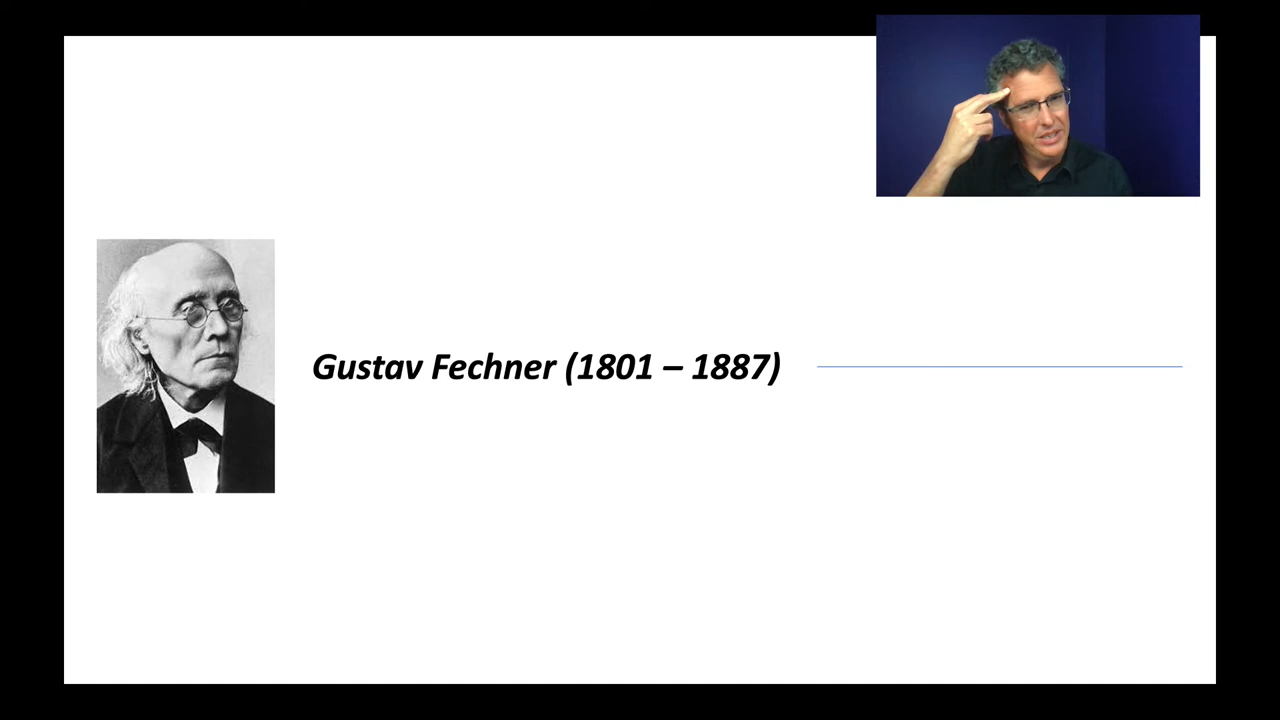 Gustav Fechner (1801 – 1887)